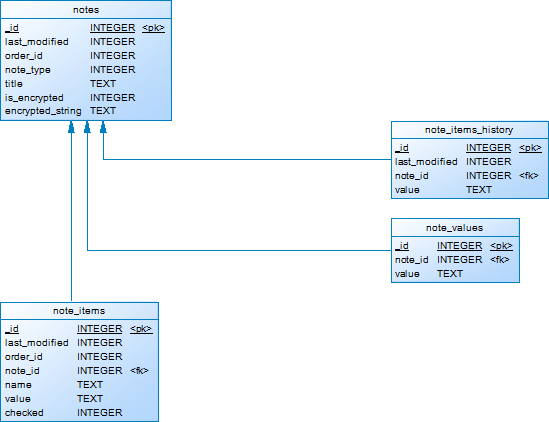 notes
_id INTEGER <pk>
last_modified INTEGER
order_id INTEGER
note_type INTEGER
title TEXT
is_encrypted INTEGER
encrypted_string TEXT
note_items_history
_id INTEGER <pk>
last_modified INTEGER
note_id INTEGER <fk>
value TEXT
note_values
_id INTEGER <pk>
note_id INTEGER <fk>
value TEXT
note_items
_id INTEGER <pk>
last_modified INTEGER
order_id INTEGER
note_id INTEGER <fk>
name TEXT
value TEXT
checked INTEGER